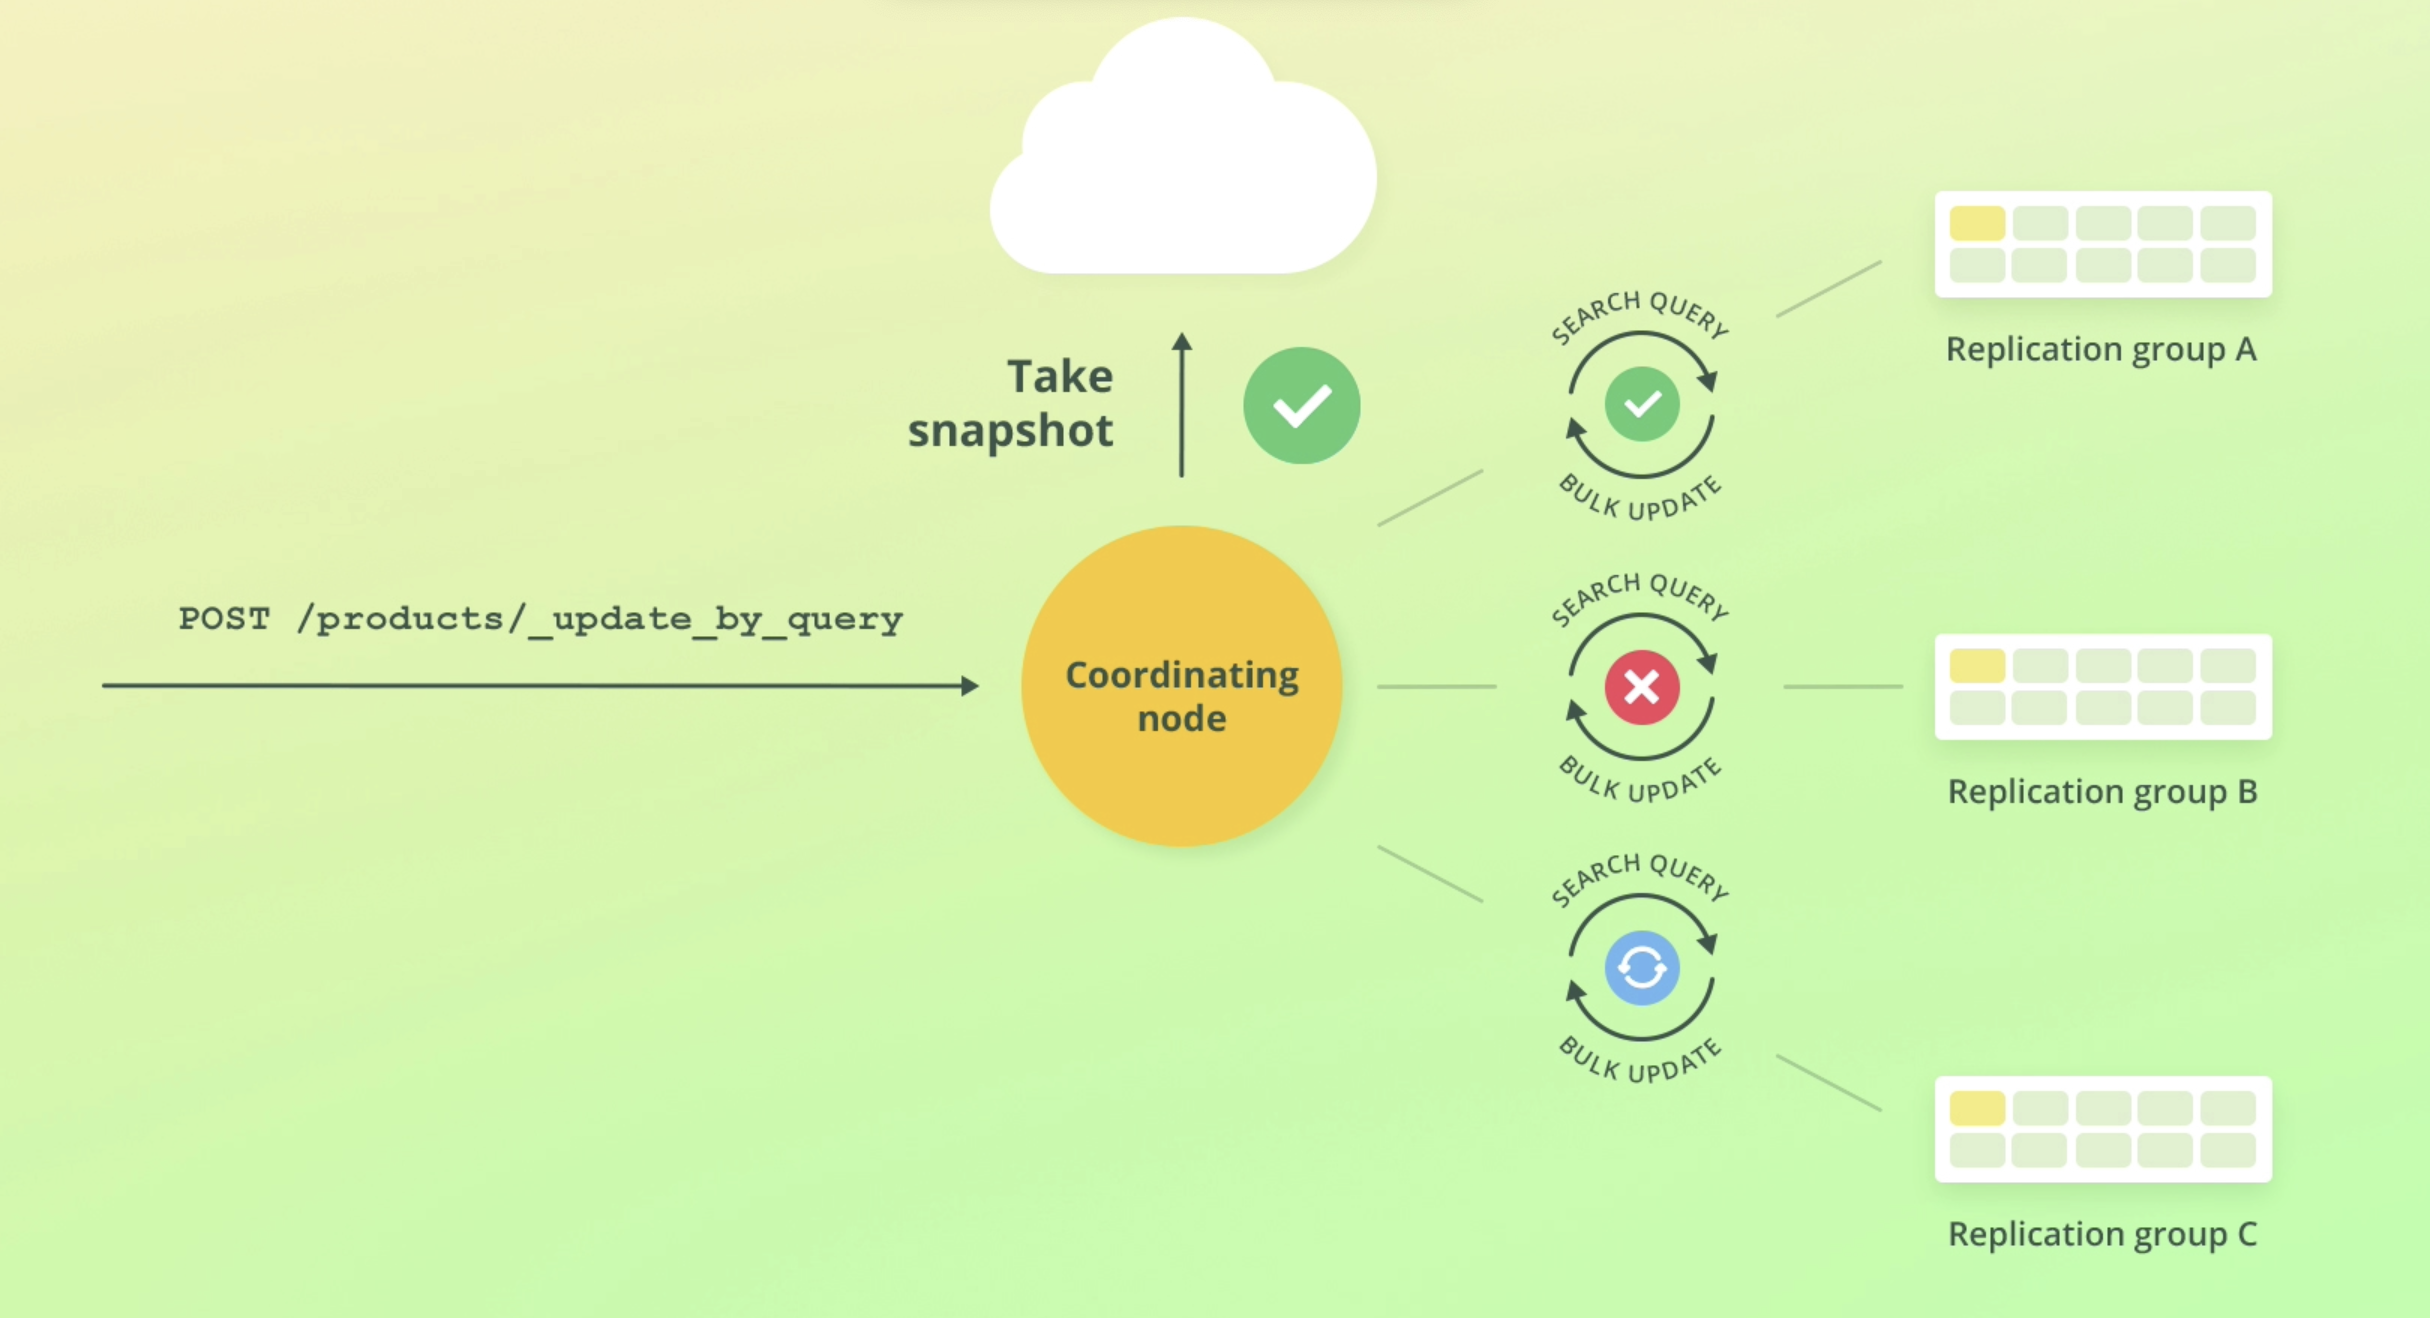 Take
snapshot
POST /products/_update_by_query
Coordinating
node
SEARCH QUERY
BULK UPDATE
SEARCH QUERY
BULK UPDATE
SEARCH QUERY
BULK UPDATE
Replication group A
Replication group B
Replication group C